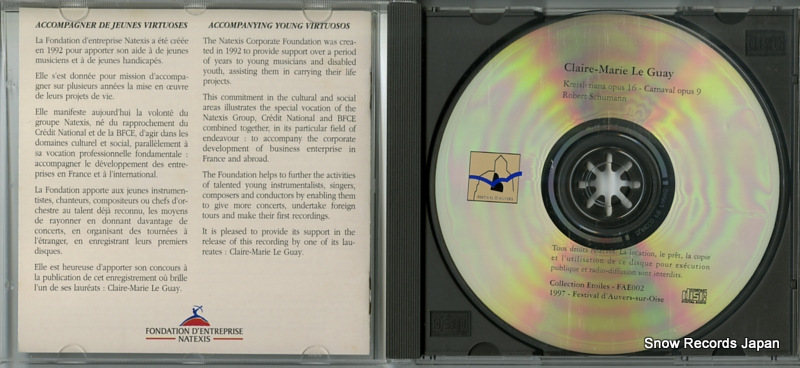 ACCOMPAGNER DE JEUNES VIRTUOSES
La Fondation d'entreprise Natexis a été créée
en 1992 pour apporter son aide à de jeunes
musiciens et à de jeunes handicapés.
Elle s'est donnée pour mission d'accompa-
gner sur plusieurs années la mise en œuvre
de leurs projets de vie.
Elle manifeste aujourd'hui la volonté du
groupe Natexis, né du rapprochement du
Crédit National et de la BFCE, d'agir dans les
domaines culturel et social, parallèlement à
sa vocation professionnelle fondamentale :
accompagner le développement des entre-
prises en France et à l'international.
La Fondation apporte aux jeunes instrumen-
tistes, chanteurs, compositeurs ou chefs d'or-
chestre au talent déjà reconnu, les moyens
de rayonner en donnant davantage de
concerts, en organisant des tournées à
l'étranger, en enregistrant leurs premiers
disques.
Elle est heureuse d'apporter son concours à
la publication de cet enregistrement où brille
l'un de ses lauréats : Claire-Marie Le Guay.
ACCOMPANYING YOUNG VIRTUOSOS
The Natexis Corporate Foundation was crea-
ted in 1992 to provide support over a period
of years to young musicians and disabled
youth, assisting them in carrying their life
projects.
This commitment in the cultural and social
areas illustrates the special vocation of the
Natexis Group, Crédit National and BFCE
combined together, in its particular field of
endeavour : to accompany the corporate
development of business enterprise in
France and abroad.
The Foundation helps to further the activities
of talented young instrumentalists, singers,
composers and conductors by enabling them
to give more concerts, undertake foreign
tours and make their first recordings.
It is pleased to provide its support in the
release of this recording by one of its lau-
reates : Claire-Marie Le Guay.
FONDATION D'ENTREPRISE
NATEXIS
Claire-Marie Le Guay
Kreisleriana opus 16 - Carnaval opus 9
Robert Schumann
Tous droits réservés. La location, le prêt, la copie
et l'utilisation de ce disque pour exécution
publique et radio-diffusion sont interdits.
Collection Etoiles - FAE002
1997 - Festival d'Auvers-sur-Oise
COMPACT
disc
DIGITAL AUDIO
Snow Records Japan